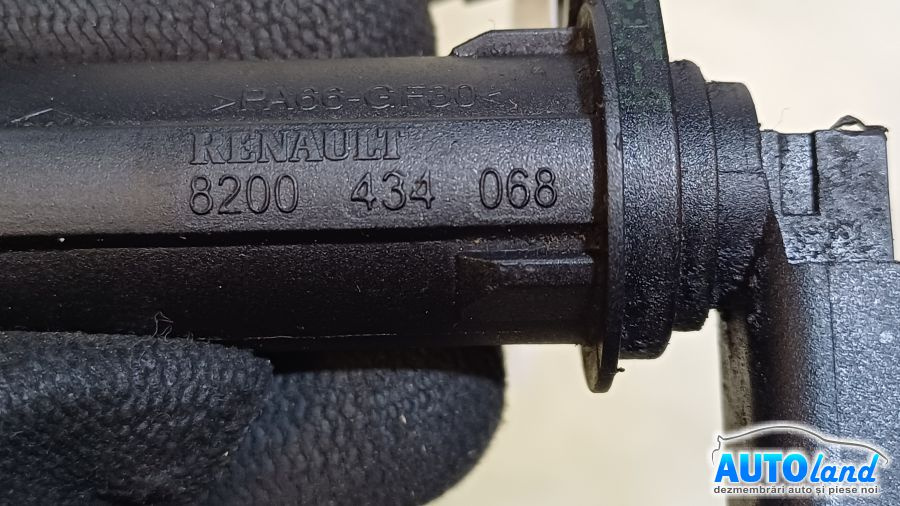 >PA66-GF30<
RENAULT
8200 434 068
AUTOland
dezmembrări auto și piese noi